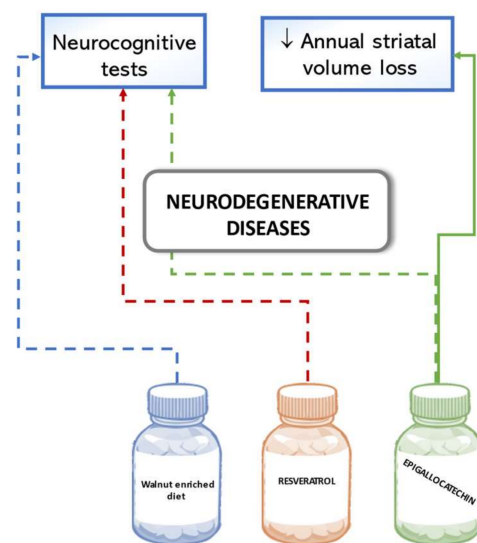 Neurocognitive
tests
↓ Annual striatal
volume loss
NEURODEGENERATIVE
DISEASES
Walnut enriched
diet
RESVERATROL
EPIGALLOCATECHIN